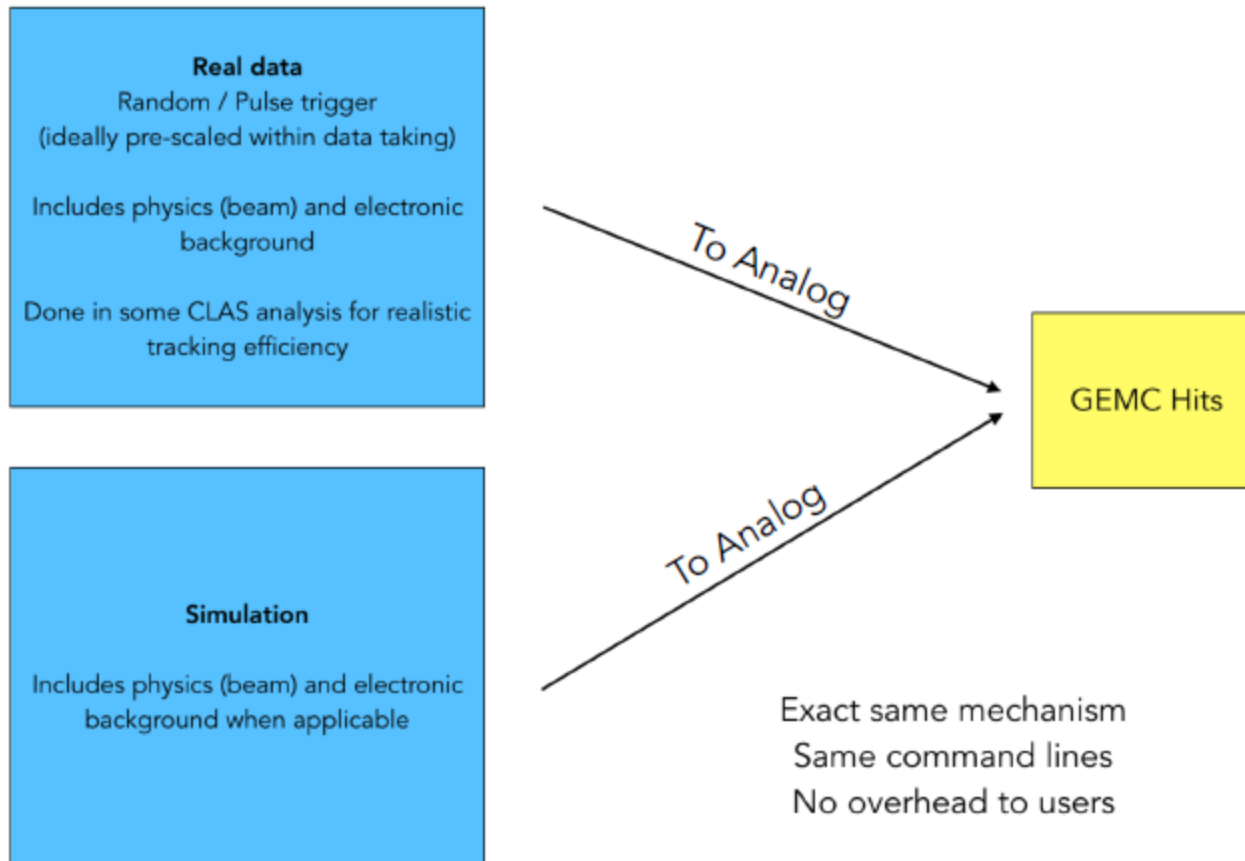 Real data
Random / Pulse trigger
(ideally pre-scaled within data taking)
Includes physics (beam) and electronic
background
Done in some CLAS analysis for realistic
tracking efficiency
To Analog
GEMC Hits
To Analog
Simulation
Includes physics (beam) and electronic
background when applicable
Exact same mechanism
Same command lines
No overhead to users